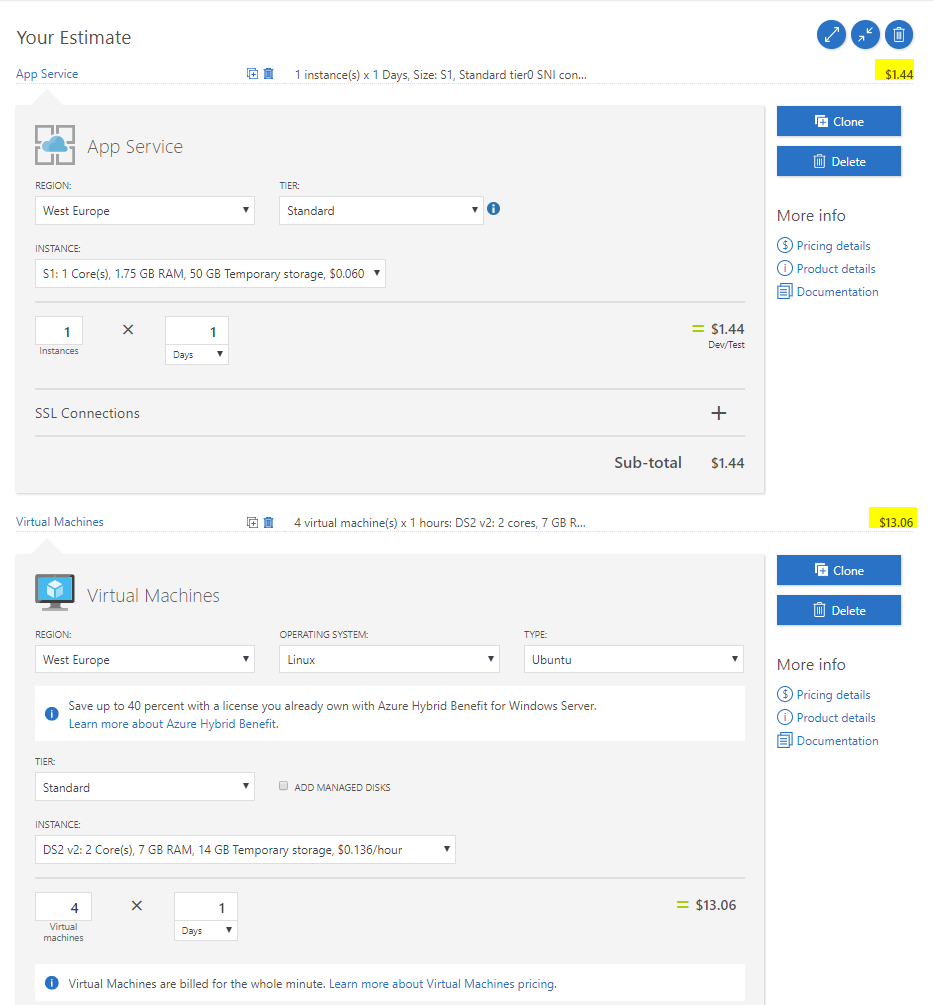 Your Estimate
App Service 1 instance(s) x 1 Days, Size: S1, Standard tier0 SNI con... $1.44
App Service
REGION: TIER:
West Europe Standard
INSTANCE:
S1: 1 Core(s), 1.75 GB RAM, 50 GB Temporary storage, $0.060
1 × 1 = $1.44
Instances Days Dev/Test
SSL Connections +
Sub-total $1.44
Clone
Delete
More info
Pricing details
Product details
Documentation
Virtual Machines 4 virtual machine(s) x 1 hours: DS2 v2: 2 cores, 7 GB R... $13.06
Virtual Machines
REGION: OPERATING SYSTEM: TYPE:
West Europe Linux Ubuntu
Save up to 40 percent with a license you already own with Azure Hybrid Benefit for Windows Server.
Learn more about Azure Hybrid Benefit.
TIER:
Standard ADD MANAGED DISKS
INSTANCE:
DS2 v2: 2 Core(s), 7 GB RAM, 14 GB Temporary storage, $0.136/hour
4 × 1 = $13.06
Virtual
machines Days
Virtual Machines are billed for the whole minute. Learn more about Virtual Machines pricing.
Clone
Delete
More info
Pricing details
Product details
Documentation